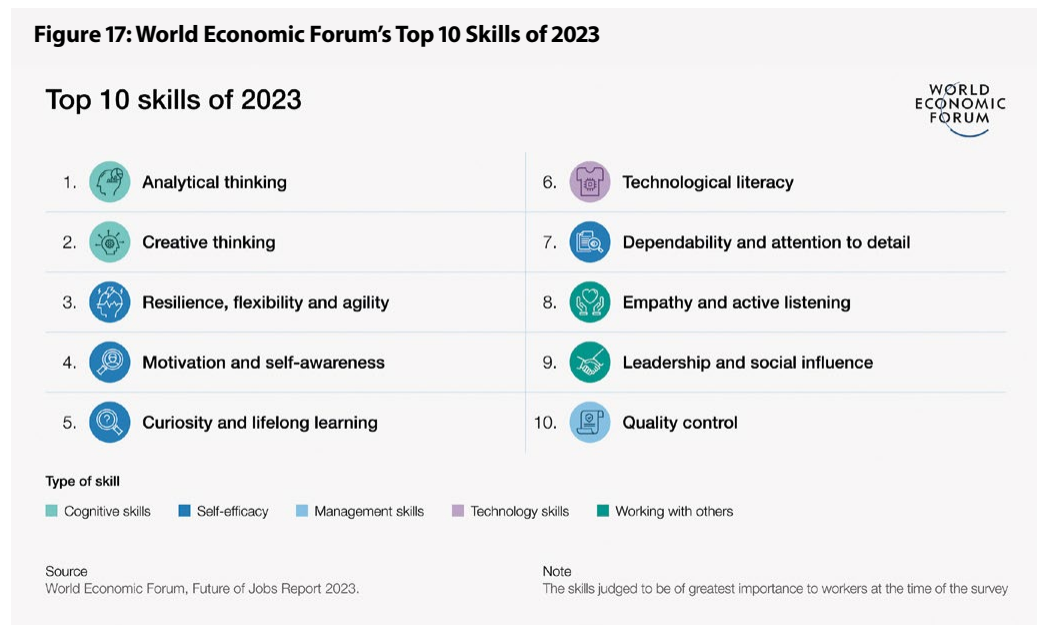 Figure 17: World Economic Forum’s Top 10 Skills of 2023
Top 10 skills of 2023
WORLD
ECONOMIC
FORUM
1. Analytical thinking
2. Creative thinking
3. Resilience, flexibility and agility
4. Motivation and self-awareness
5. Curiosity and lifelong learning
6. Technological literacy
7. Dependability and attention to detail
8. Empathy and active listening
9. Leadership and social influence
10. Quality control
Type of skill
Cognitive skills Self-efficacy Management skills Technology skills Working with others
Source
World Economic Forum, Future of Jobs Report 2023.
Note
The skills judged to be of greatest importance to workers at the time of the survey